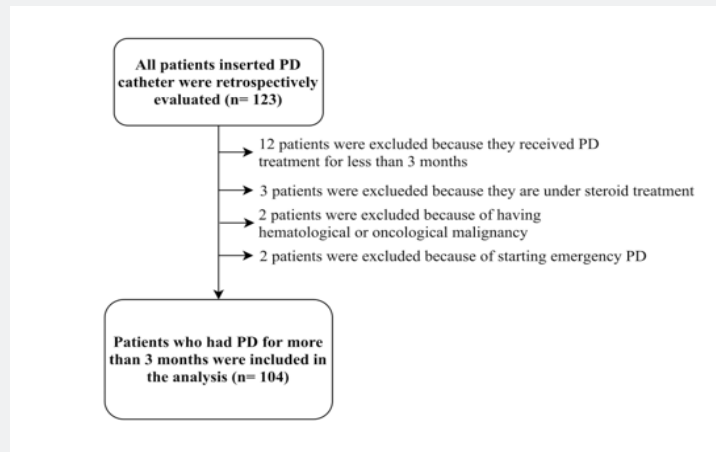 All patients inserted PD
catheter were retrospectively
evaluated (n= 123)
12 patients were excluded because they received PD
treatment for less than 3 months
3 patients were exclueded because they are under steroid treatment
2 patients were excluded because of having
hematological or oncological malignancy
2 patients were excluded because of starting emergency PD
Patients who had PD for more
than 3 months were included in
the analysis (n= 104)